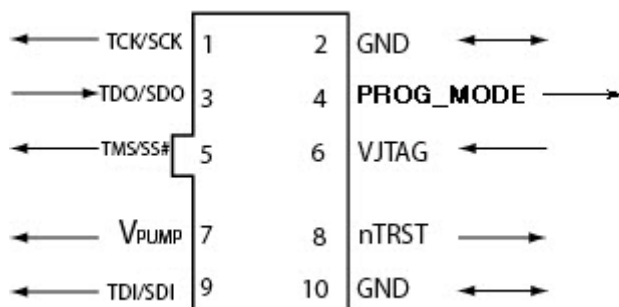 TCK/SCK 1 2 GND
TDO/SDO 3 4 PROG_MODE
TMS/SS# 5 6 VJTAG
VPUMP 7 8 nTRST
TDI/SDI 9 10 GND